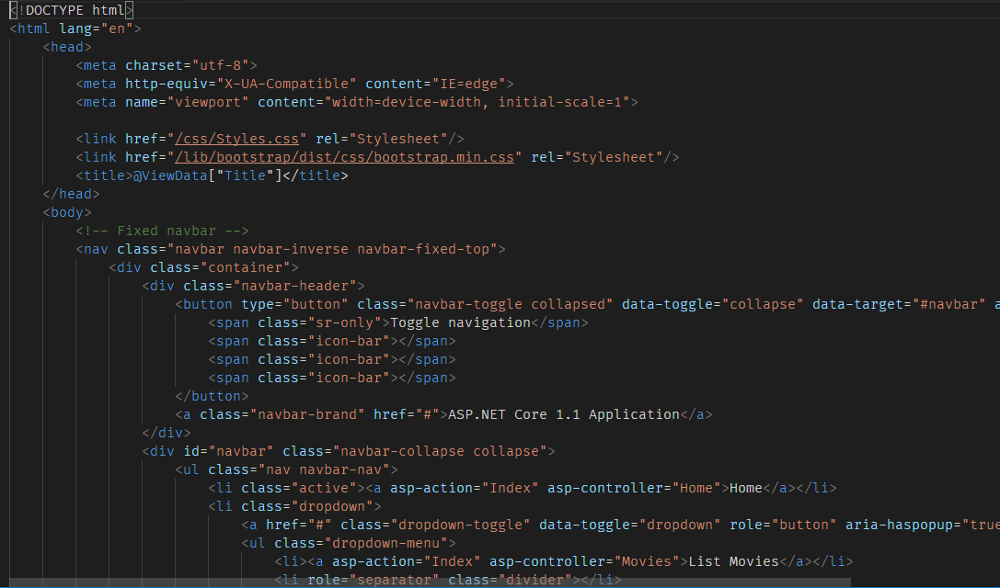 <!DOCTYPE html>
<html lang="en">
<head>
<meta charset="utf-8">
<meta http-equiv="X-UA-Compatible" content="IE=edge">
<meta name="viewport" content="width=device-width, initial-scale=1">
<link href="/css/Styles.css" rel="Stylesheet"/>
<link href="/lib/bootstrap/dist/css/bootstrap.min.css" rel="Stylesheet"/>
<title>@ViewData["Title"]</title>
</head>
<body>
<!-- Fixed navbar -->
<nav class="navbar navbar-inverse navbar-fixed-top">
<div class="container">
<div class="navbar-header">
<button type="button" class="navbar-toggle collapsed" data-toggle="collapse" data-target="#navbar" a
<span class="sr-only">Toggle navigation</span>
<span class="icon-bar"></span>
<span class="icon-bar"></span>
<span class="icon-bar"></span>
</button>
<a class="navbar-brand" href="#">ASP.NET Core 1.1 Application</a>
</div>
<div id="navbar" class="navbar-collapse collapse">
<ul class="nav navbar-nav">
<li class="active"><a asp-action="Index" asp-controller="Home">Home</a></li>
<li class="dropdown">
<a href="#" class="dropdown-toggle" data-toggle="dropdown" role="button" aria-haspopup="true
<ul class="dropdown-menu">
<li><a asp-action="Index" asp-controller="Movies">List Movies</a></li>
<li role="separator" class="divider"></li>